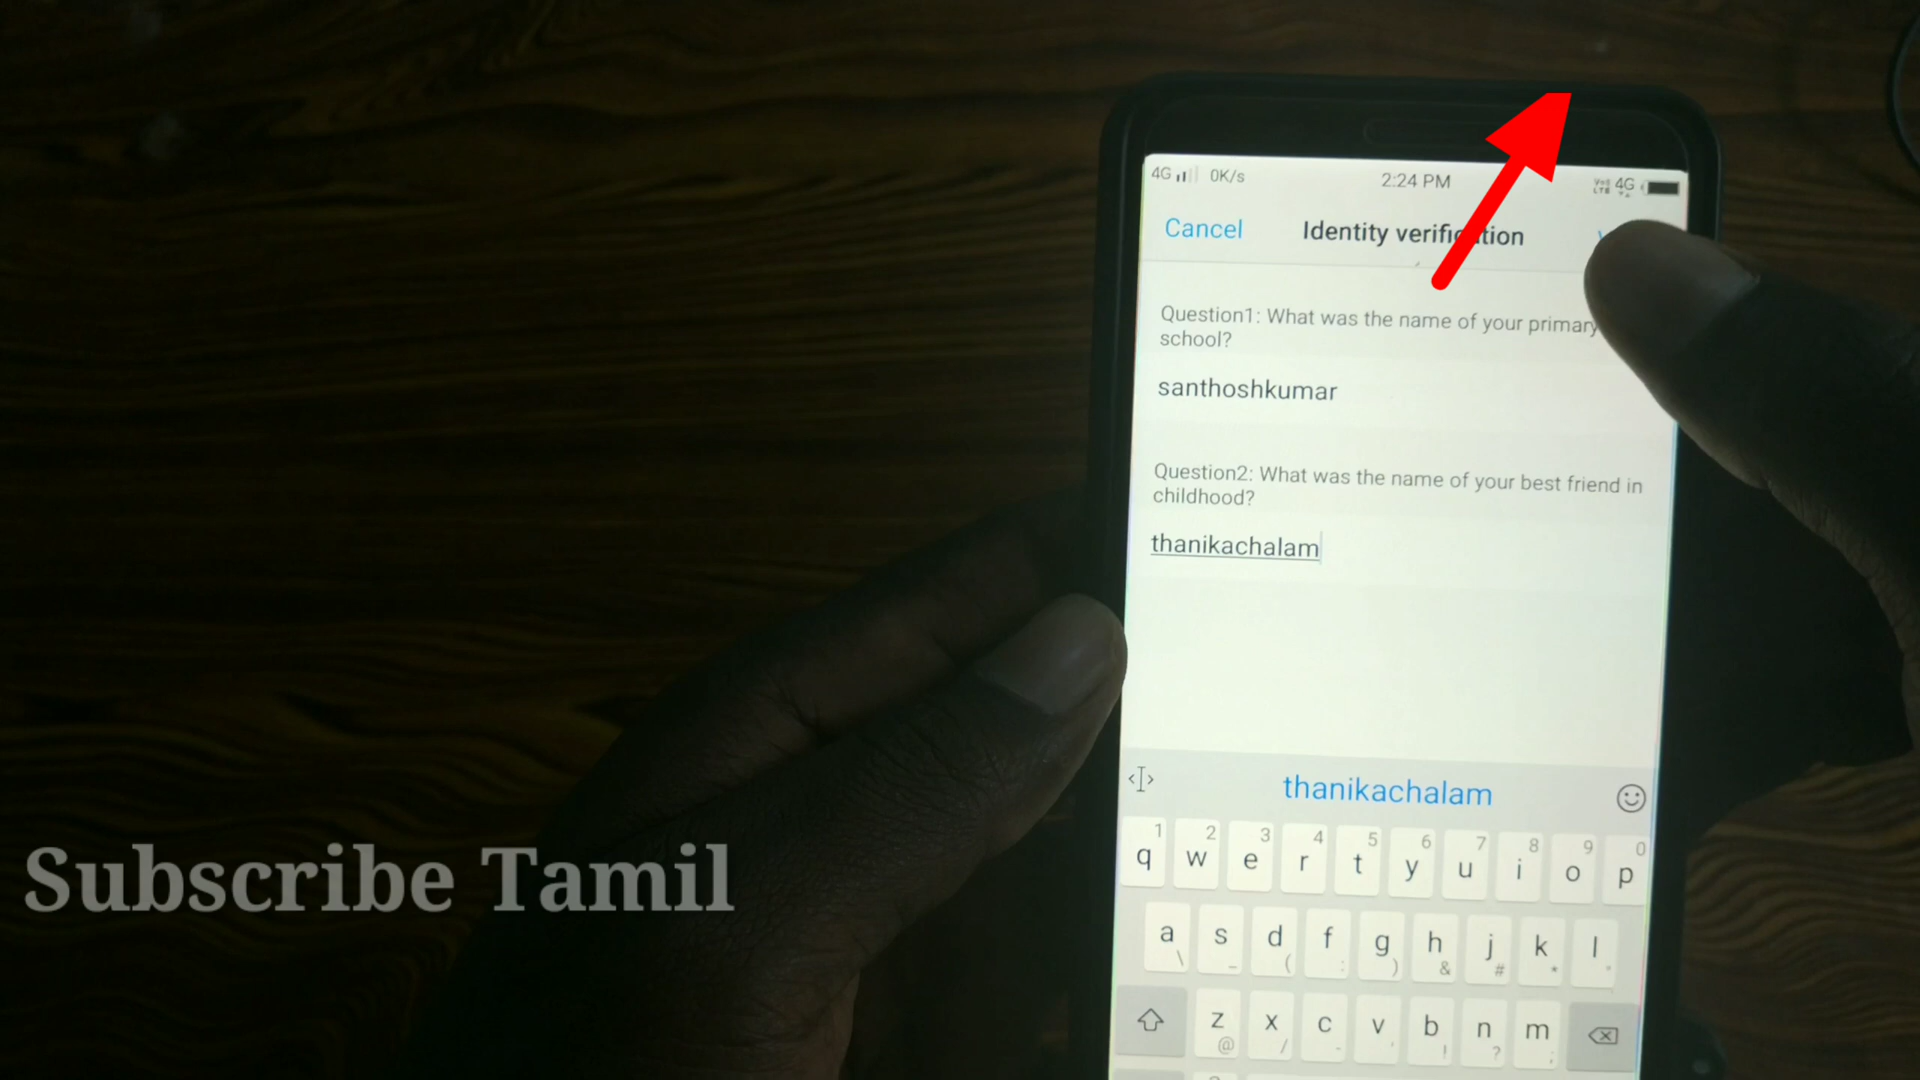 4G 0K/s 2:24 PM 4G
Cancel Identity verification
Question1: What was the name of your primary
school?
santhoshkumar
Question2: What was the name of your best friend in
childhood?
thanikachalam
thanikachalam
Subscribe Tamil
1 2 3 4 5 6 7 8 9 0
q w e r t y u i o p
a s d f g h j k l
\ _ ( : ) & # *
z x c v b n m
@ / - ' ! ? ;